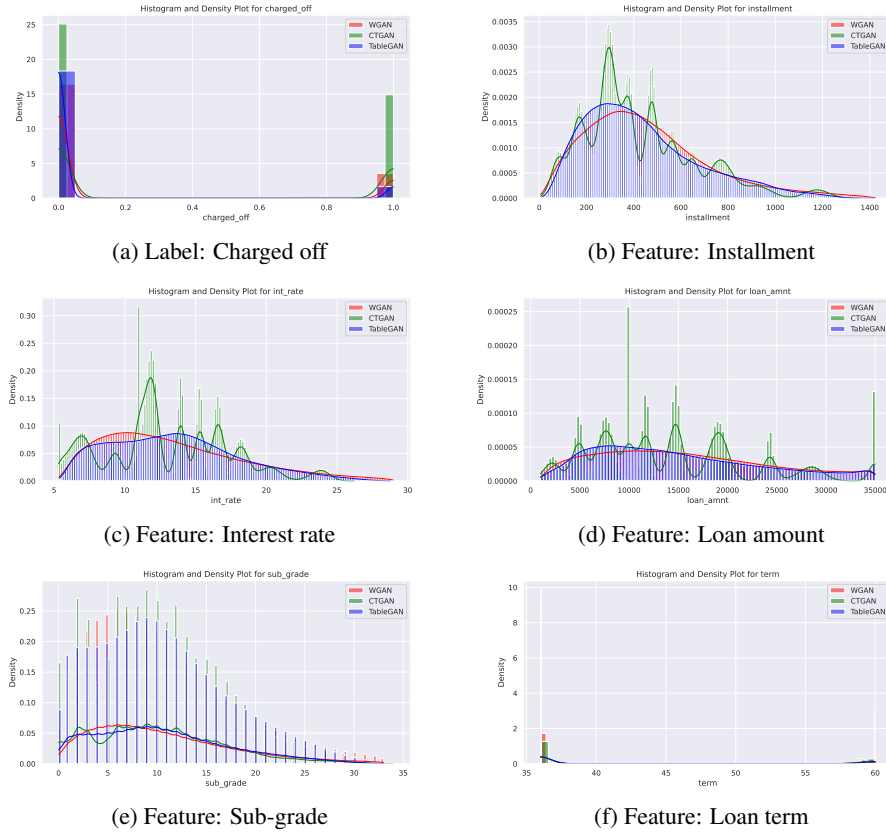 Histogram and Density Plot for charged_off
WGAN
CTGAN
TableGAN
25
20
15
10
5
0
Density
0.0 0.2 0.4 0.6 0.8 1.0
charged_off
(a) Label: Charged off
Histogram and Density Plot for installment
WGAN
CTGAN
TableGAN
0.0035
0.0030
0.0025
0.0020
0.0015
0.0010
0.0005
0.0000
Density
0 200 400 600 800 1000 1200 1400
installment
(b) Feature: Installment
Histogram and Density Plot for int_rate
WGAN
CTGAN
TableGAN
0.30
0.25
0.20
0.15
0.10
0.05
0.00
Density
5 10 15 20 25 30
int_rate
(c) Feature: Interest rate
Histogram and Density Plot for loan_amnt
WGAN
CTGAN
TableGAN
0.00025
0.00020
0.00015
0.00010
0.00005
0.00000
Density
0 5000 10000 15000 20000 25000 30000 35000
loan_amnt
(d) Feature: Loan amount
Histogram and Density Plot for sub_grade
WGAN
CTGAN
TableGAN
0.25
0.20
0.15
0.10
0.05
0.00
Density
0 5 10 15 20 25 30 35
sub_grade
(e) Feature: Sub-grade
Histogram and Density Plot for term
WGAN
CTGAN
TableGAN
10
8
6
4
2
0
Density
35 40 45 50 55 60
term
(f) Feature: Loan term